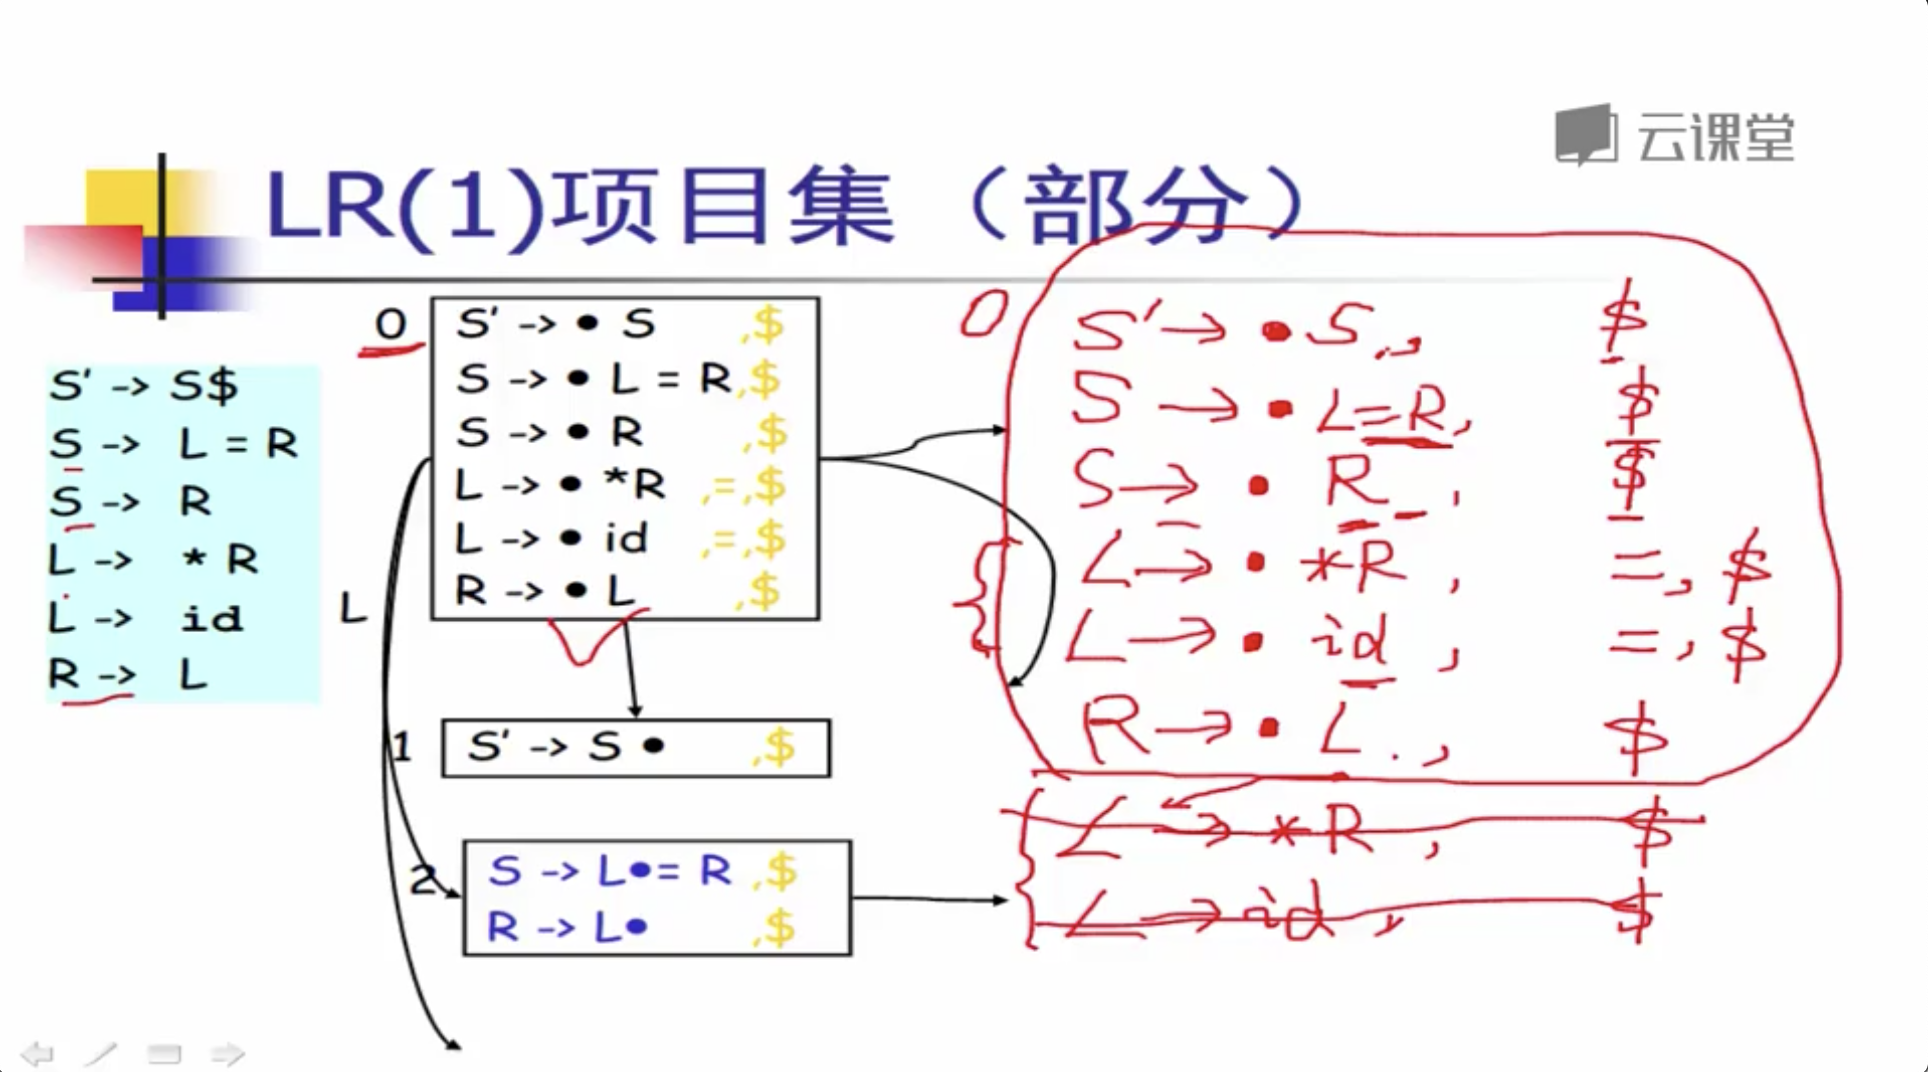 云课堂
LR(1)项目集（部分）
S' -> S$
S -> L = R
S -> R
L -> * R
L -> id
R -> L
0
S' -> • S ,$
S -> • L = R,$
S -> • R ,$
L -> • *R ,=,$
L -> • id ,=,$
R -> • L ,$
L
1
S' -> S • ,$
2
S -> L•= R ,$
R -> L• ,$
0
S' → • S., $
S → • L=R, $
S → • R , $
L → • *R , =, $
L → • id , =, $
R → • L ., $
L → *R , $
L → id , $